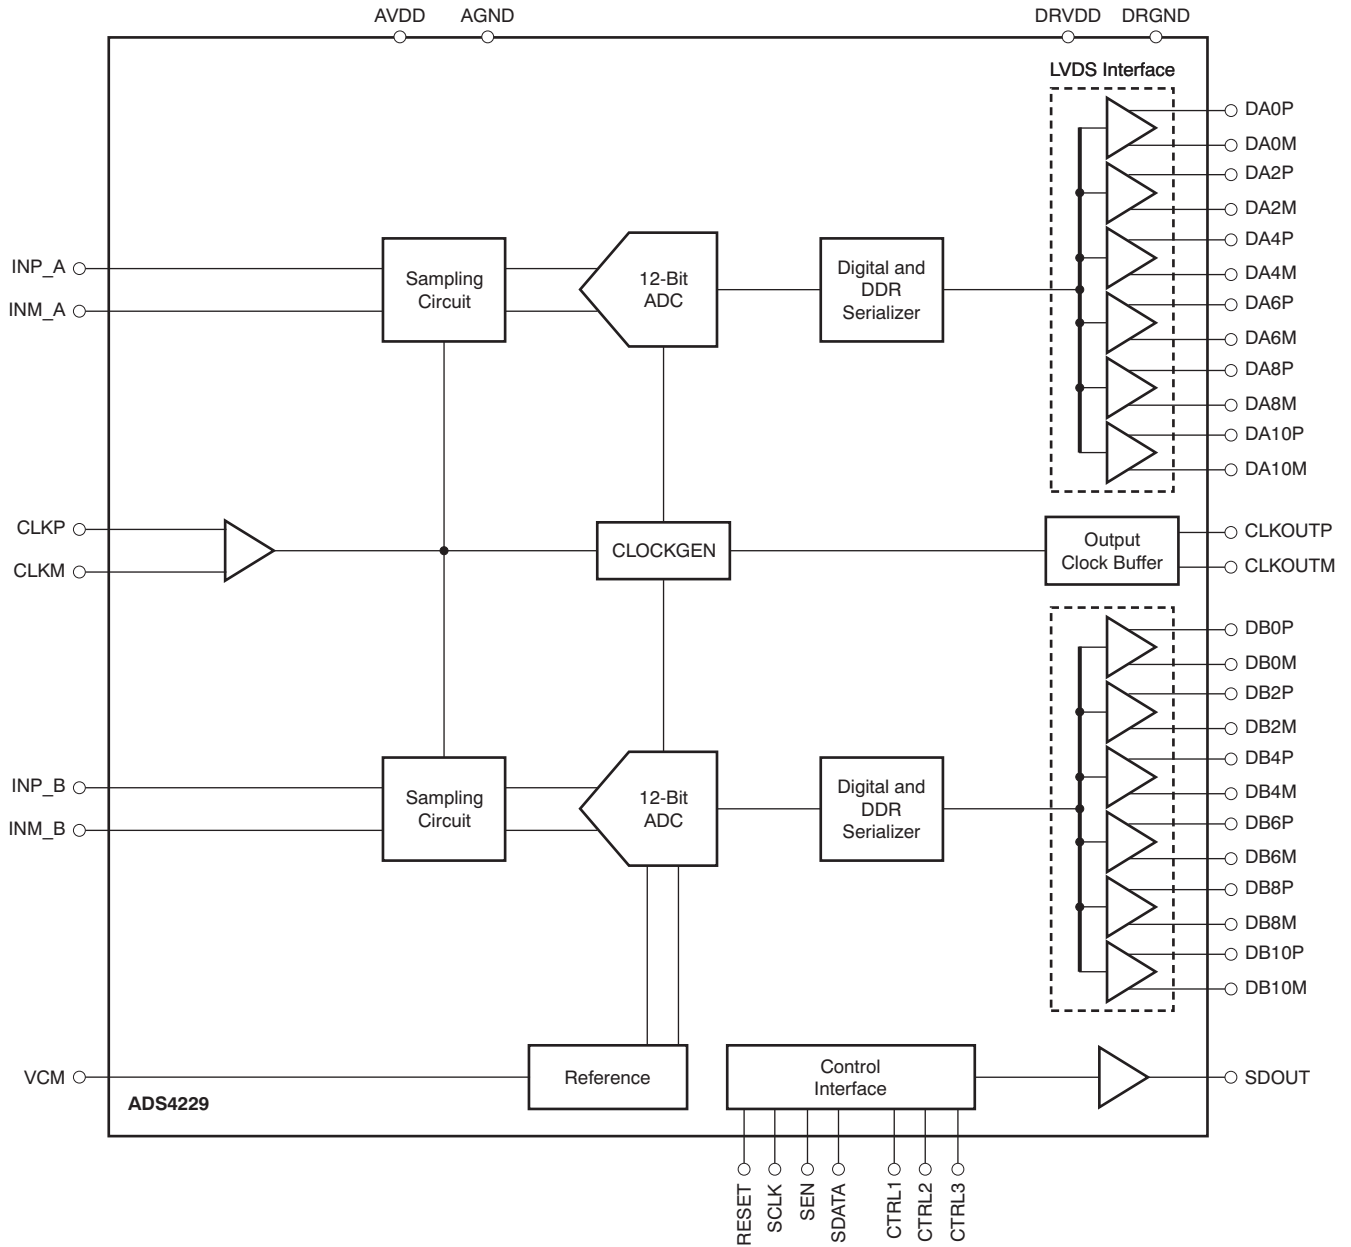 AVDD
AGND
DRVDD
DRGND
LVDS Interface
DA0P
DA0M
DA2P
DA2M
DA4P
DA4M
DA6P
DA6M
DA8P
DA8M
DA10P
DA10M
INP_A
INM_A
Sampling
Circuit
12-Bit
ADC
Digital and
DDR
Serializer
CLKP
CLKM
CLOCKGEN
Output
Clock Buffer
CLKOUTP
CLKOUTM
DB0P
DB0M
DB2P
DB2M
DB4P
DB4M
DB6P
DB6M
DB8P
DB8M
DB10P
DB10M
INP_B
INM_B
Sampling
Circuit
12-Bit
ADC
Digital and
DDR
Serializer
VCM
Reference
Control
Interface
SDOUT
ADS4229
RESET
SCLK
SEN
SDATA
CTRL1
CTRL2
CTRL3